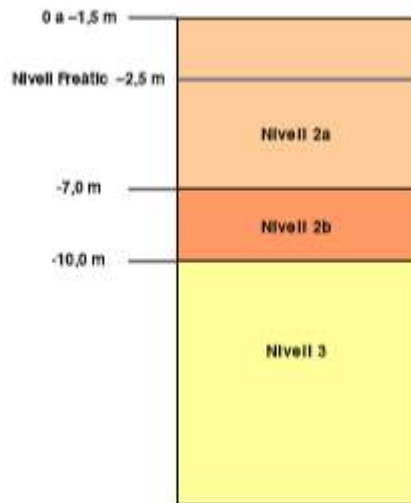 0 a –1,5 m
Nivell Freàtic –2,5 m
Nivell 2a
-7,0 m
Nivell 2b
-10,0 m
Nivell 3